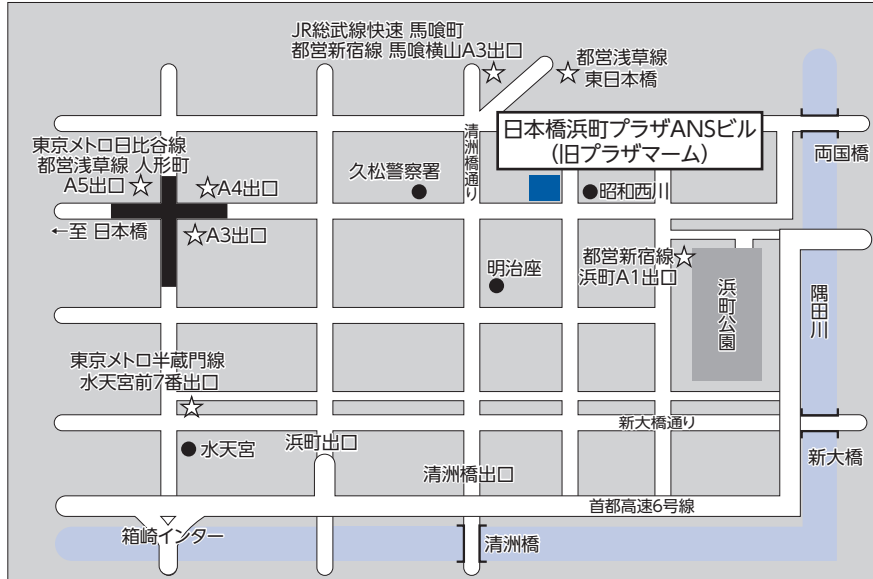 JR総武線快速 馬喰町
都営新宿線 馬喰横山A3出口
都営浅草線
東日本橋
日本橋浜町プラザANSビル
(旧プラザマーム)
両国橋
東京メトロ日比谷線
都営浅草線 人形町
A5出口
A4出口
A3出口
←至 日本橋
久松警察署
清洲橋通り
昭和西川
明治座
都営新宿線
浜町A1出口
浜町公園
隅田川
東京メトロ半蔵門線
水天宮前7番出口
水天宮
浜町出口
新大橋通り
新大橋
清洲橋出口
首都高速6号線
箱崎インター
清洲橋